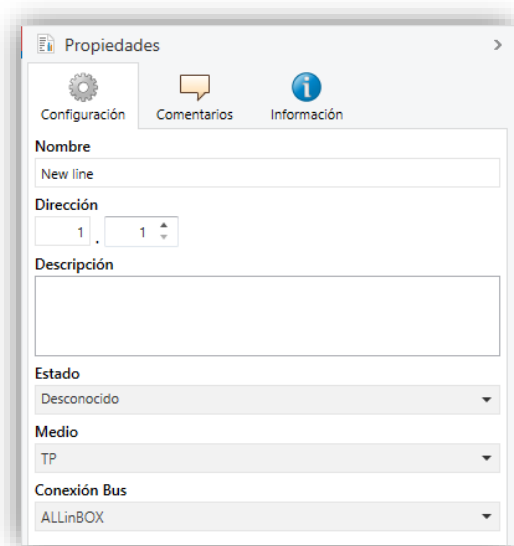 Propiedades
Configuración Comentarios Información
Nombre
New line
Dirección
1 . 1
Descripción
Estado
Desconocido
Medio
TP
Conexión Bus
ALLinBOX